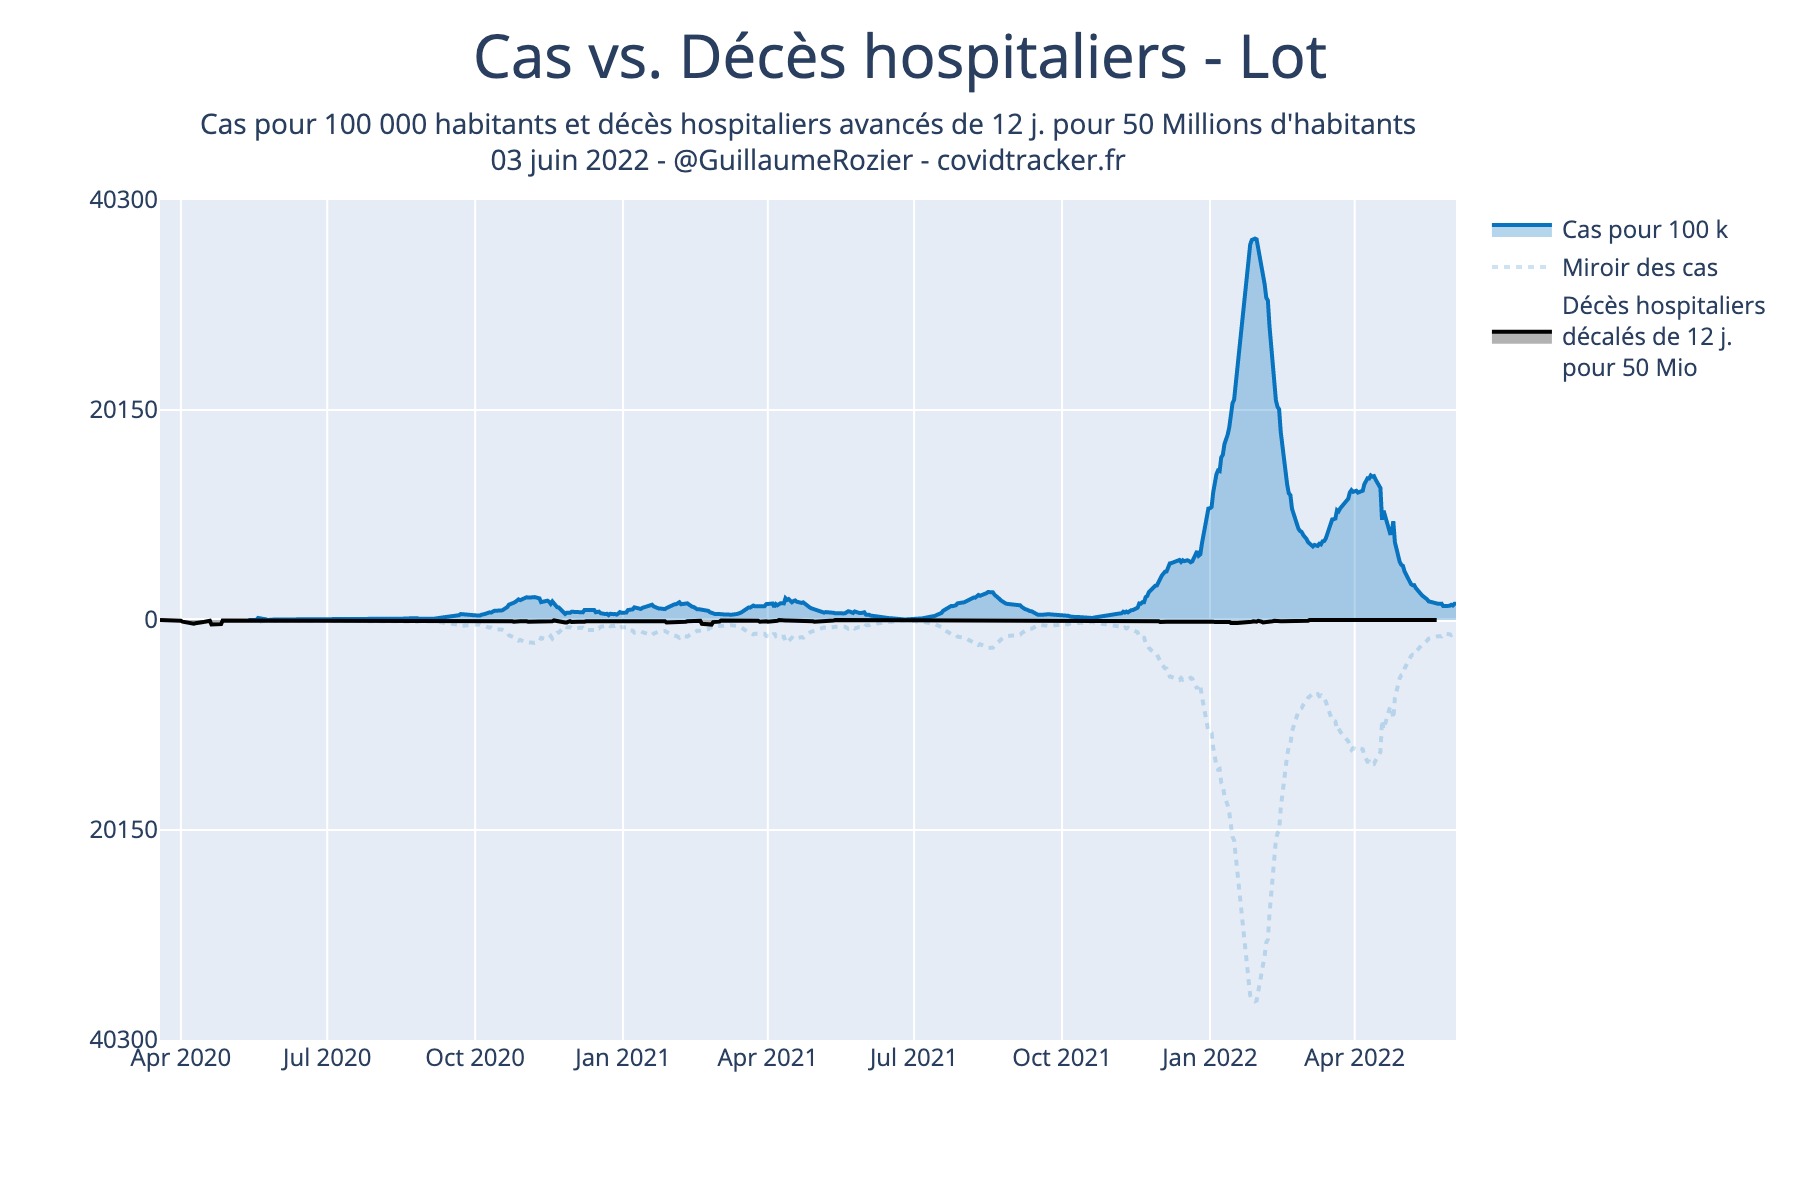 Cas vs. Décès hospitaliers - Lot
Cas pour 100 000 habitants et décès hospitaliers avancés de 12 j. pour 50 Millions d'habitants
03 juin 2022 - @GuillaumeRozier - covidtracker.fr
40300
20150
0
20150
40300
Apr 2020
Jul 2020
Oct 2020
Jan 2021
Apr 2021
Jul 2021
Oct 2021
Jan 2022
Apr 2022
Cas pour 100 k
Miroir des cas
Décès hospitaliers
décalés de 12 j.
pour 50 Mio